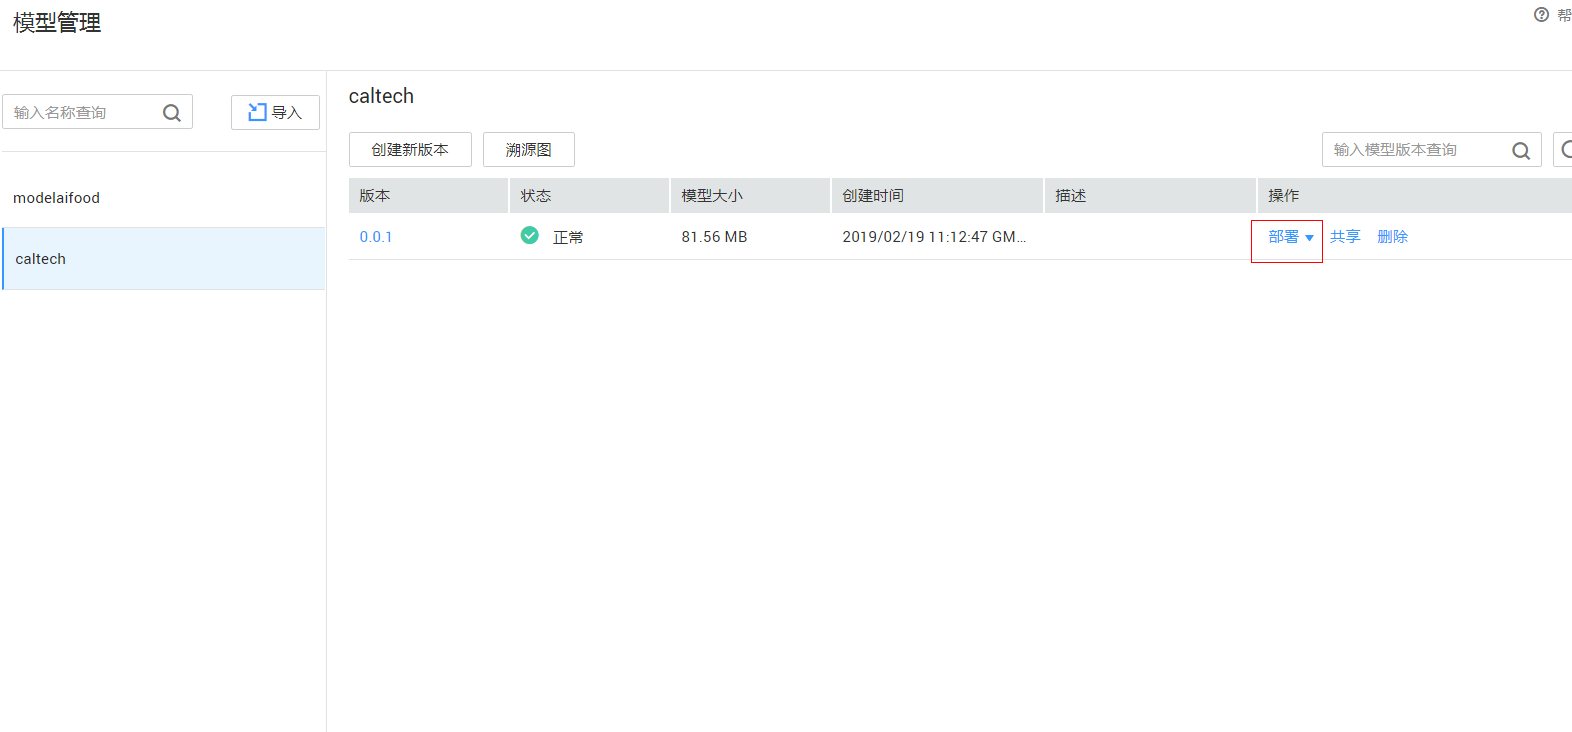 模型管理
帮
输入名称查询
导入
modelaifood
caltech
caltech
创建新版本
溯源图
输入模型版本查询
版本 状态 模型大小 创建时间 描述 操作
0.0.1 正常 81.56 MB 2019/02/19 11:12:47 GM... 部署 共享 删除